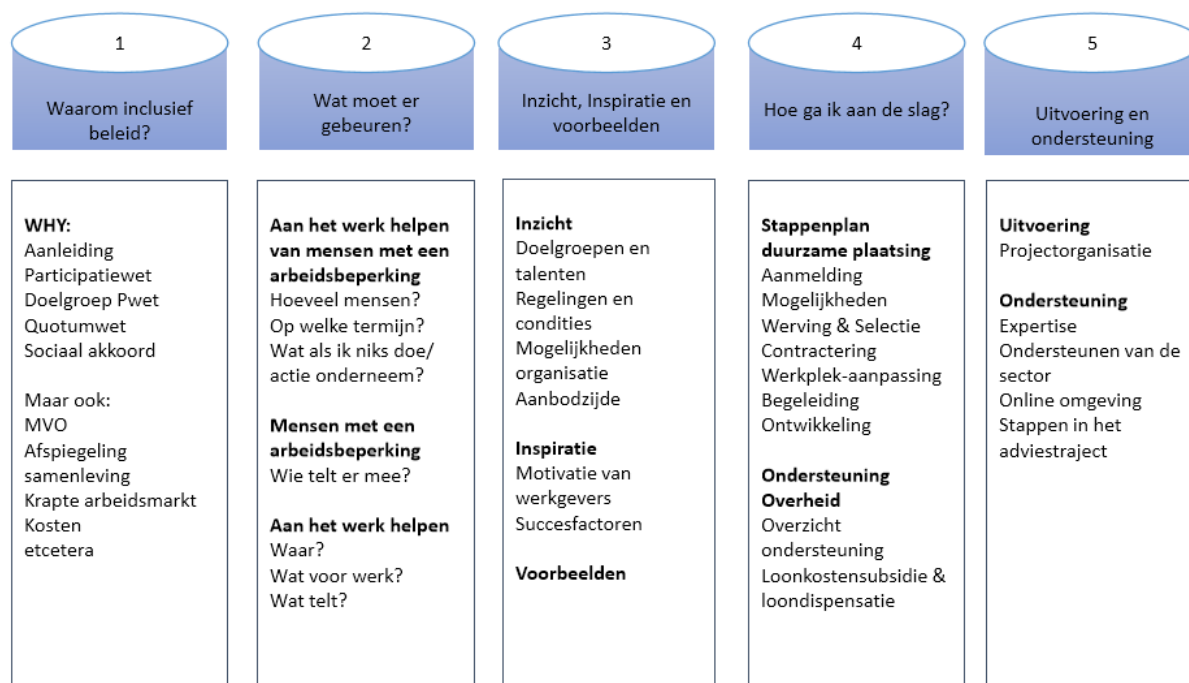 1
Waarom inclusief
beleid?
WHY:
Aanleiding
Participatiewet
Doelgroep Pwet
Quotumwet
Sociaal akkoord
Maar ook:
MVO
Afspiegeling
samenleving
Krapte arbeidsmarkt
Kosten
etcetera
2
Wat moet er
gebeuren?
Aan het werk helpen
van mensen met een
arbeidsbeperking
Hoeveel mensen?
Op welke termijn?
Wat als ik niks doe/
actie onderneem?
Mensen met een
arbeidsbeperking
Wie telt er mee?
Aan het werk helpen
Waar?
Wat voor werk?
Wat telt?
3
Inzicht, Inspiratie en
voorbeelden
Inzicht
Doelgroepen en
talenten
Regelingen en
condities
Mogelijkheden
organisatie
Aanbodzijde
Inspiratie
Motivatie van
werkgevers
Succesfactoren
Voorbeelden
4
Hoe ga ik aan de slag?
Stappenplan
duurzame plaatsing
Aanmelding
Mogelijkheden
Werving & Selectie
Contractering
Werkplek-aanpassing
Begeleiding
Ontwikkeling
Ondersteuning
Overheid
Overzicht
ondersteuning
Loonkostensubsidie &
loondispensatie
5
Uitvoering en
ondersteuning
Uitvoering
Projectorganisatie
Ondersteuning
Expertise
Ondersteunen van de
sector
Online omgeving
Stappen in het
adviestraject